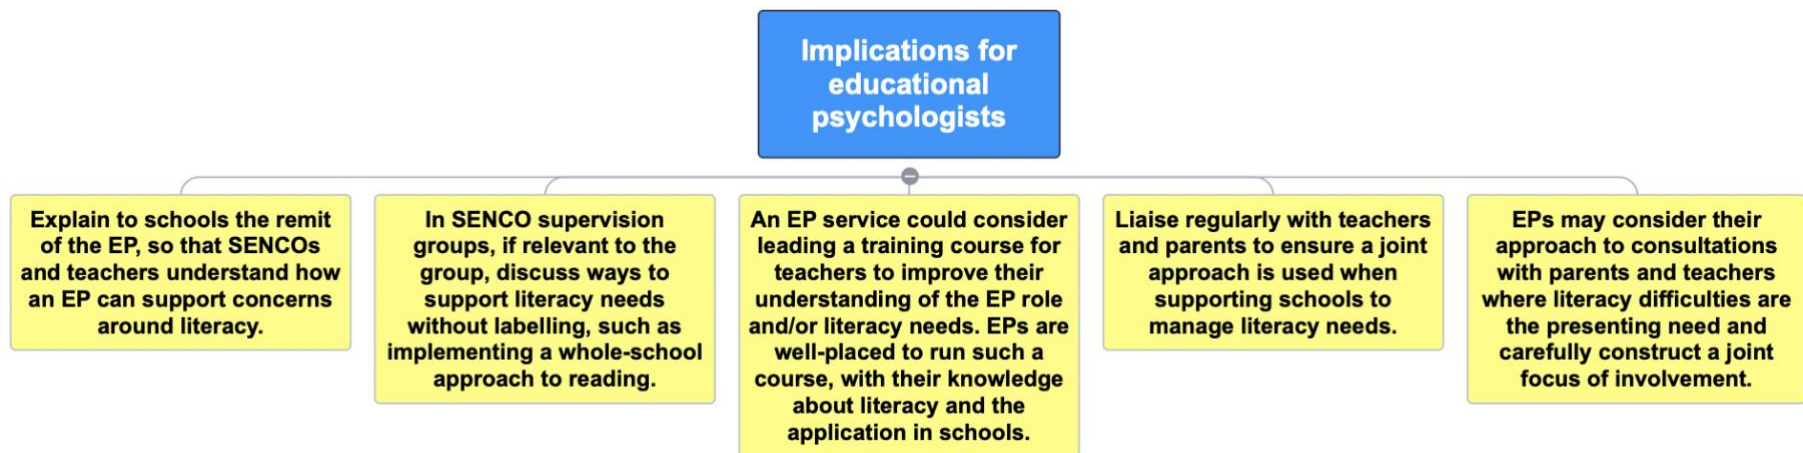 Implications for
educational
psychologists
Explain to schools the remit
of the EP, so that SENCOs
and teachers understand how
an EP can support concerns
around literacy.
In SENCO supervision
groups, if relevant to the
group, discuss ways to
support literacy needs
without labelling, such as
implementing a whole-school
approach to reading.
An EP service could consider
leading a training course for
teachers to improve their
understanding of the EP role
and/or literacy needs. EPs are
well-placed to run such a
course, with their knowledge
about literacy and the
application in schools.
Liaise regularly with teachers
and parents to ensure a joint
approach is used when
supporting schools to
manage literacy needs.
EPs may consider their
approach to consultations
with parents and teachers
where literacy difficulties are
the presenting need and
carefully construct a joint
focus of involvement.